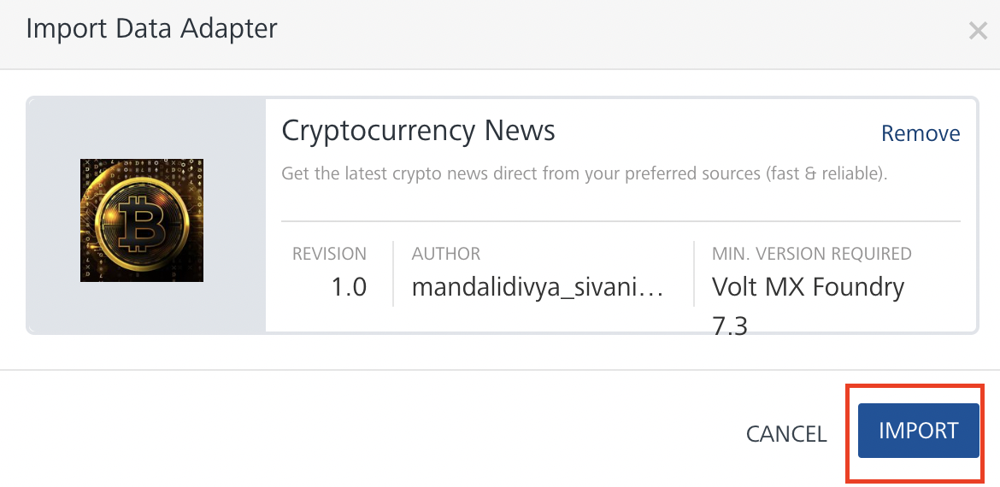 Import Data Adapter
Cryptocurrency News
Remove
Get the latest crypto news direct from your preferred sources (fast & reliable).
REVISION
AUTHOR
MIN. VERSION REQUIRED
1.0
mandalidivya_sivani...
Volt MX Foundry
7.3
CANCEL
IMPORT